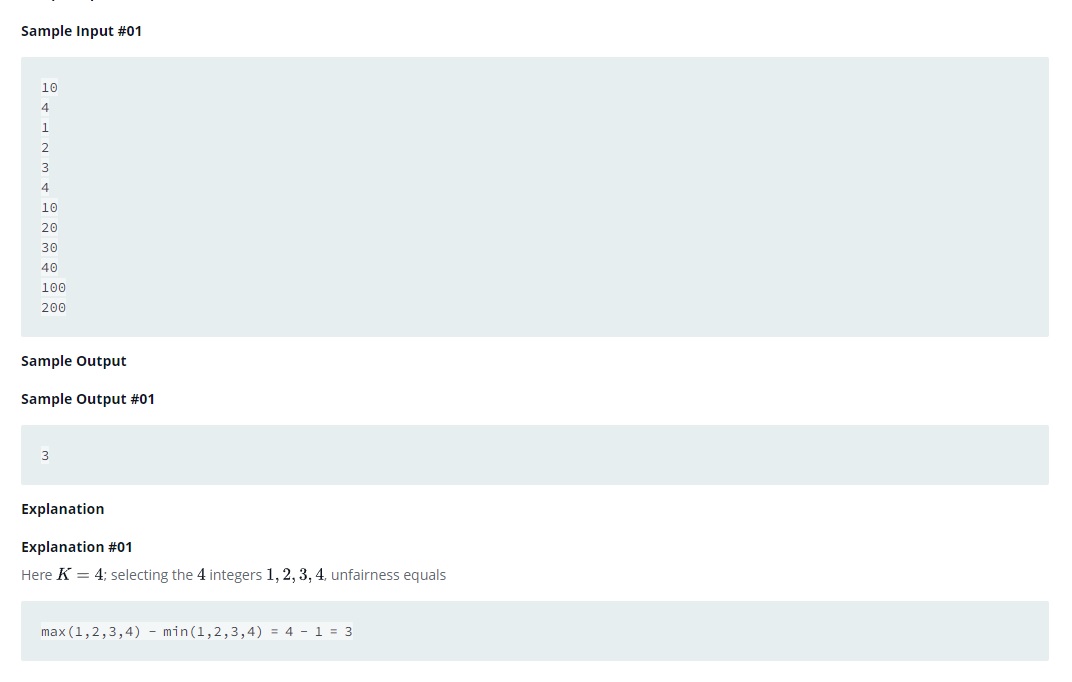 Sample Input #01
10
4
1
2
3
4
10
20
30
40
100
200
Sample Output
Sample Output #01
3
Explanation
Explanation #01
Here K = 4; selecting the 4 integers 1, 2, 3, 4, unfairness equals
max(1,2,3,4) - min(1,2,3,4) = 4 - 1 = 3